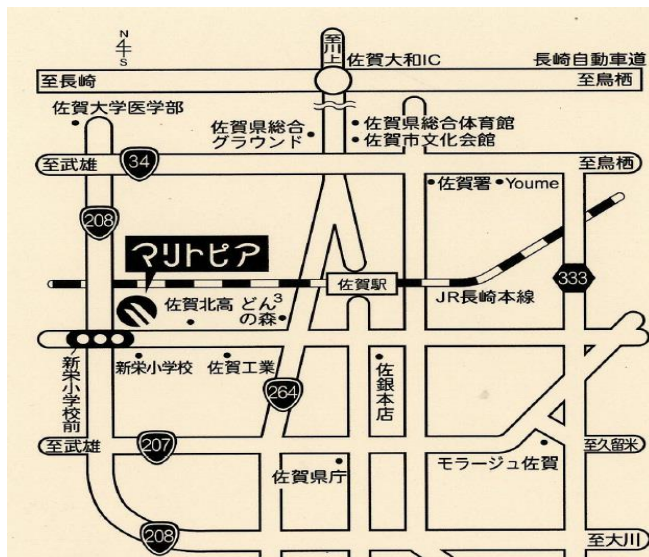 N
S
至川上
佐賀大和IC
長崎自動車道
至長崎
至鳥栖
佐賀大学医学部
佐賀県総合
グラウンド
佐賀県総合体育館
佐賀市文化会館
至武雄
34
至鳥栖
佐賀署
Youme
208
マリトピア
佐賀駅
333
JR長崎本線
佐賀北高
どん3
の森
新栄小学校前
新栄小学校
佐賀工業
264
佐銀本店
至武雄
207
至久留米
モラージュ佐賀
佐賀県庁
208
至大川